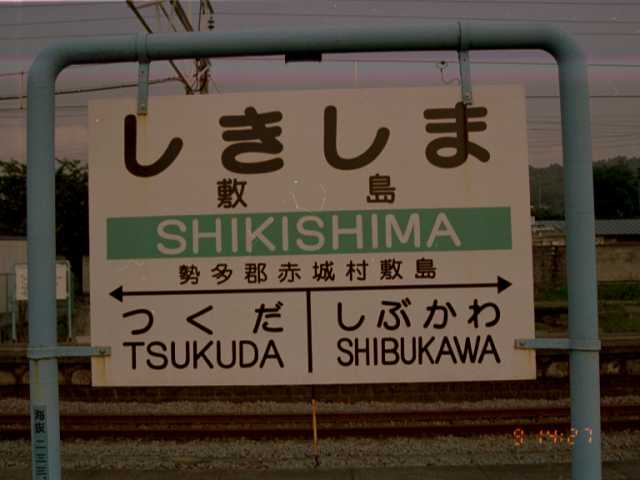 しきしま
敷島
SHIKISHIMA
勢多郡赤城村敷島
つくだ しぶかわ
TSUKUDA SHIBUKAWA
9 14:27